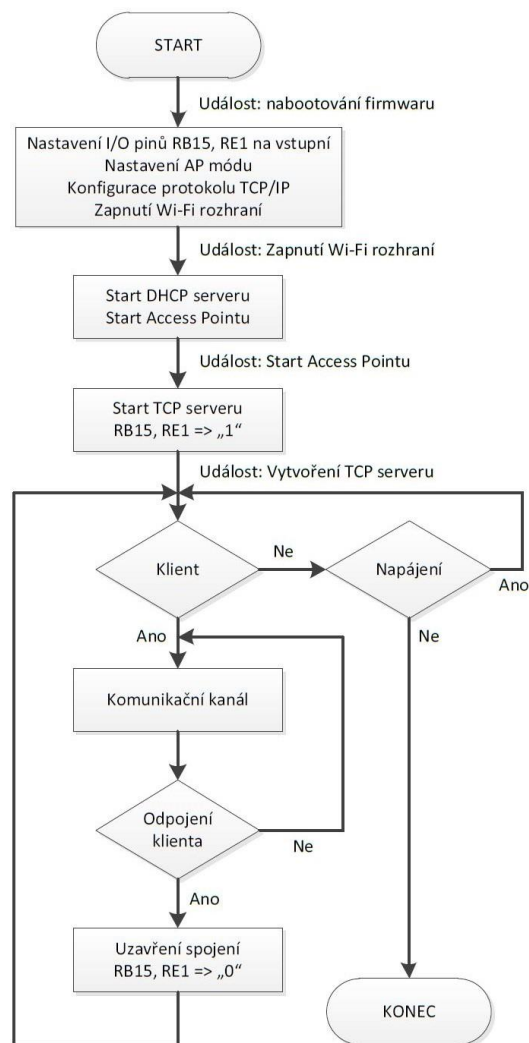 START
Událost: nabootování firmwaru
Nastavení I/O pinů RB15, RE1 na vstupní
Nastavení AP módu
Konfigurace protokolu TCP/IP
Zapnutí Wi-Fi rozhraní
Událost: Zapnutí Wi-Fi rozhraní
Start DHCP serveru
Start Access Pointu
Událost: Start Access Pointu
Start TCP serveru
RB15, RE1 => „1“
Událost: Vytvoření TCP serveru
Klient
Ne
Napájení
Ano
Ano
Ne
Komunikační kanál
Odpojení
klienta
Ne
Ano
Uzavření spojení
RB15, RE1 => „0“
KONEC